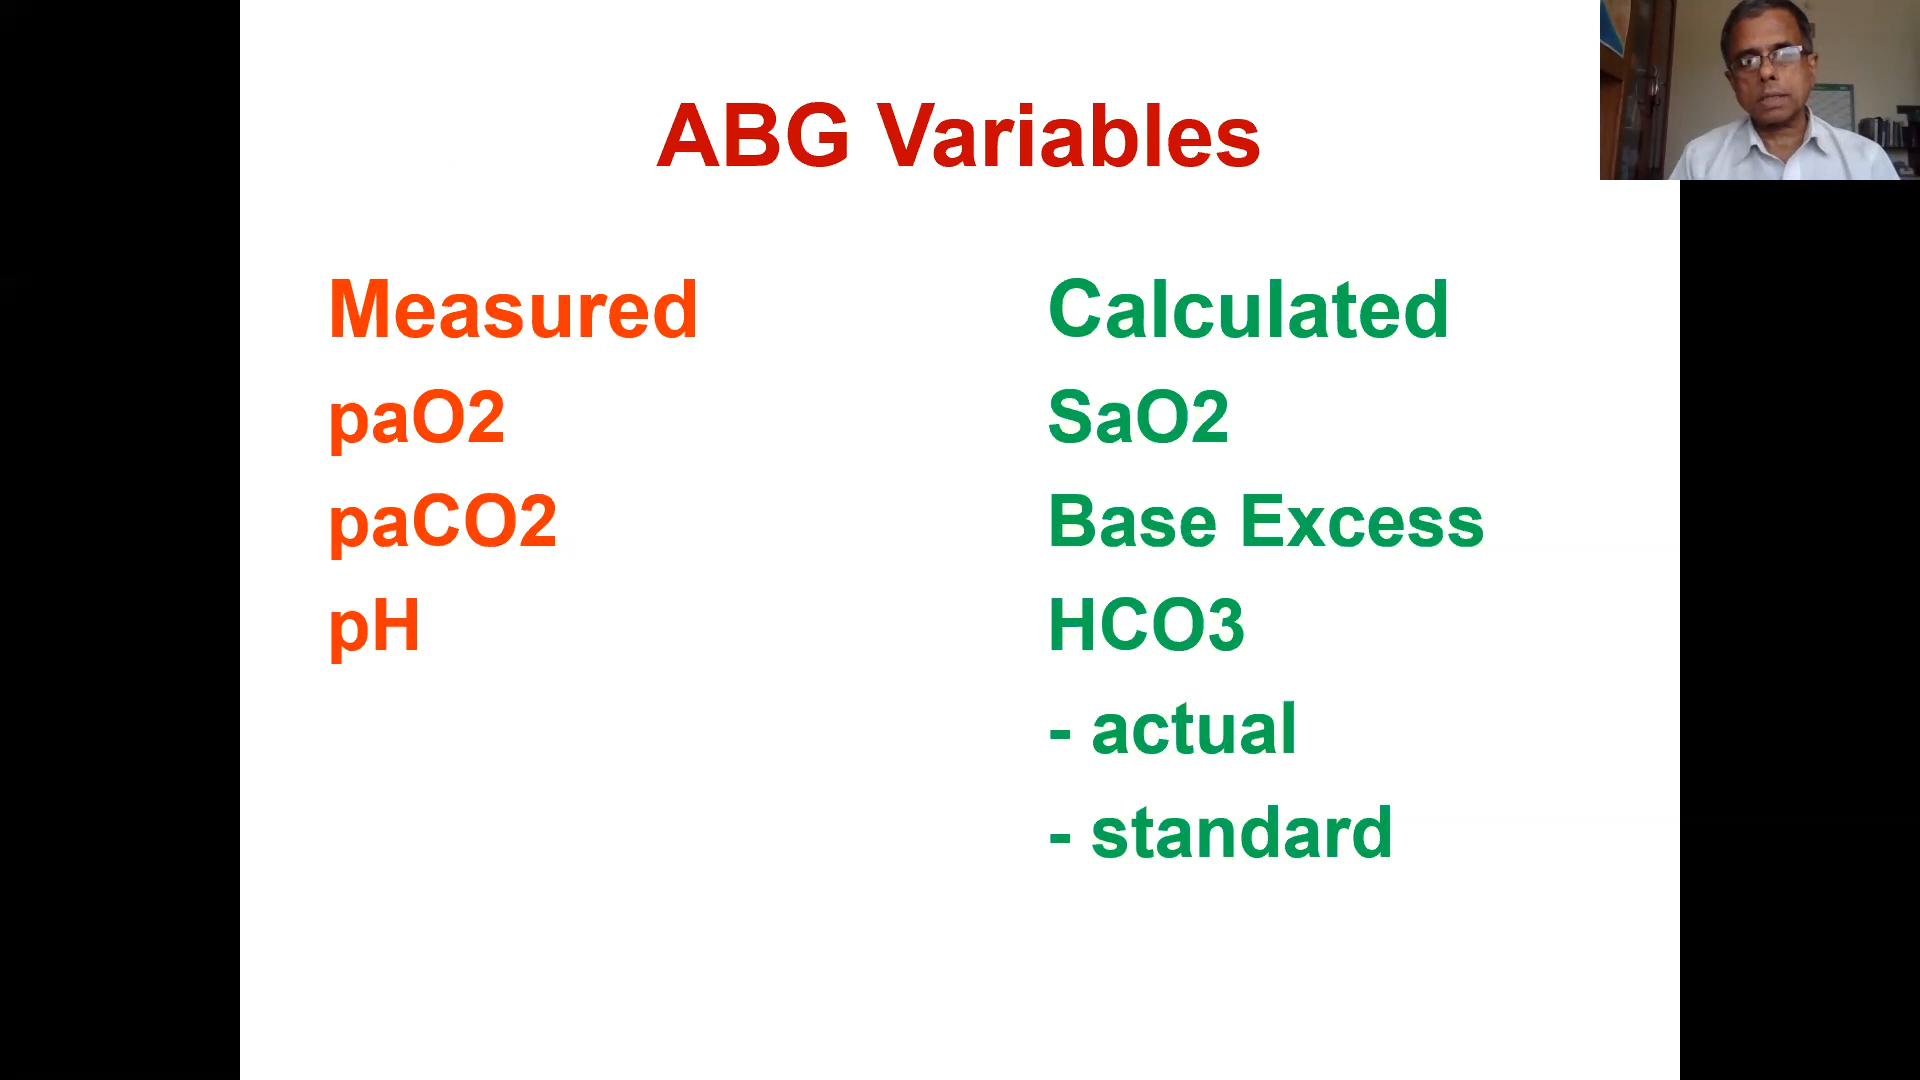 ABG Variables
Measured
paO2
paCO2
pH
Calculated
SaO2
Base Excess
HCO3
- actual
- standard